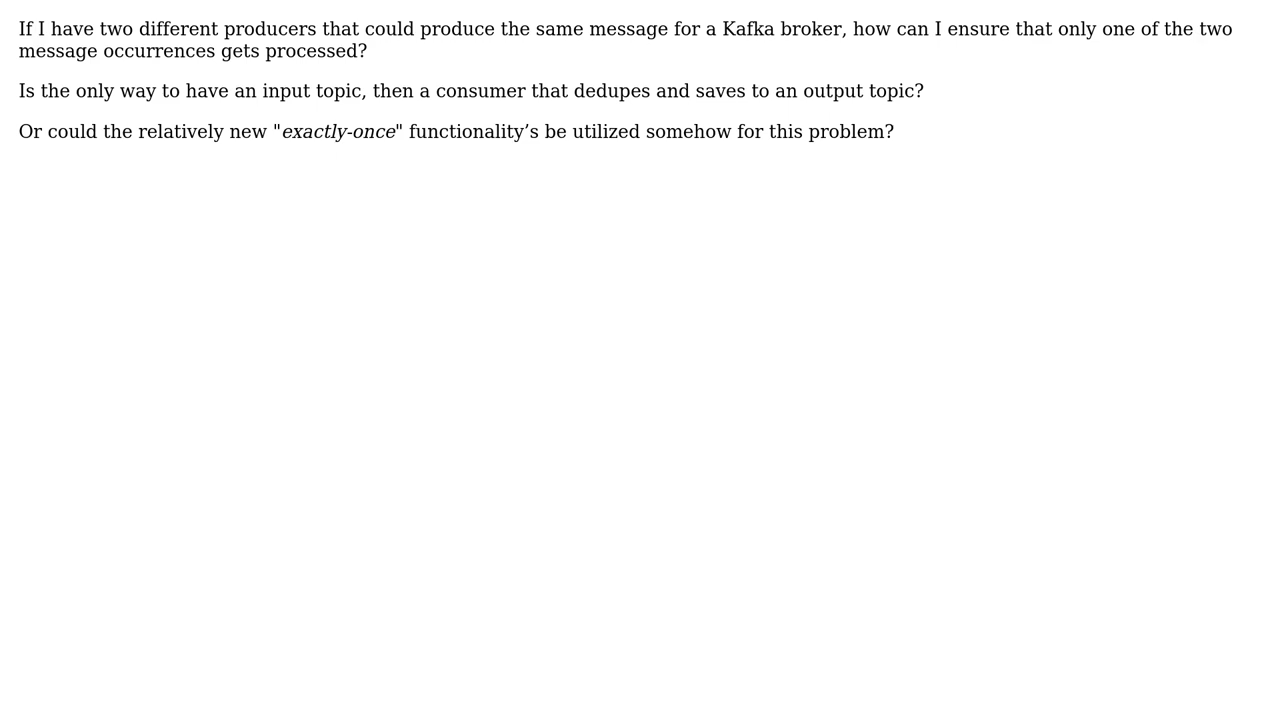 If I have two different producers that could produce the same message for a Kafka broker, how can I ensure that only one of the two
message occurrences gets processed?
Is the only way to have an input topic, then a consumer that dedupes and saves to an output topic?
Or could the relatively new "exactly-once" functionality’s be utilized somehow for this problem?